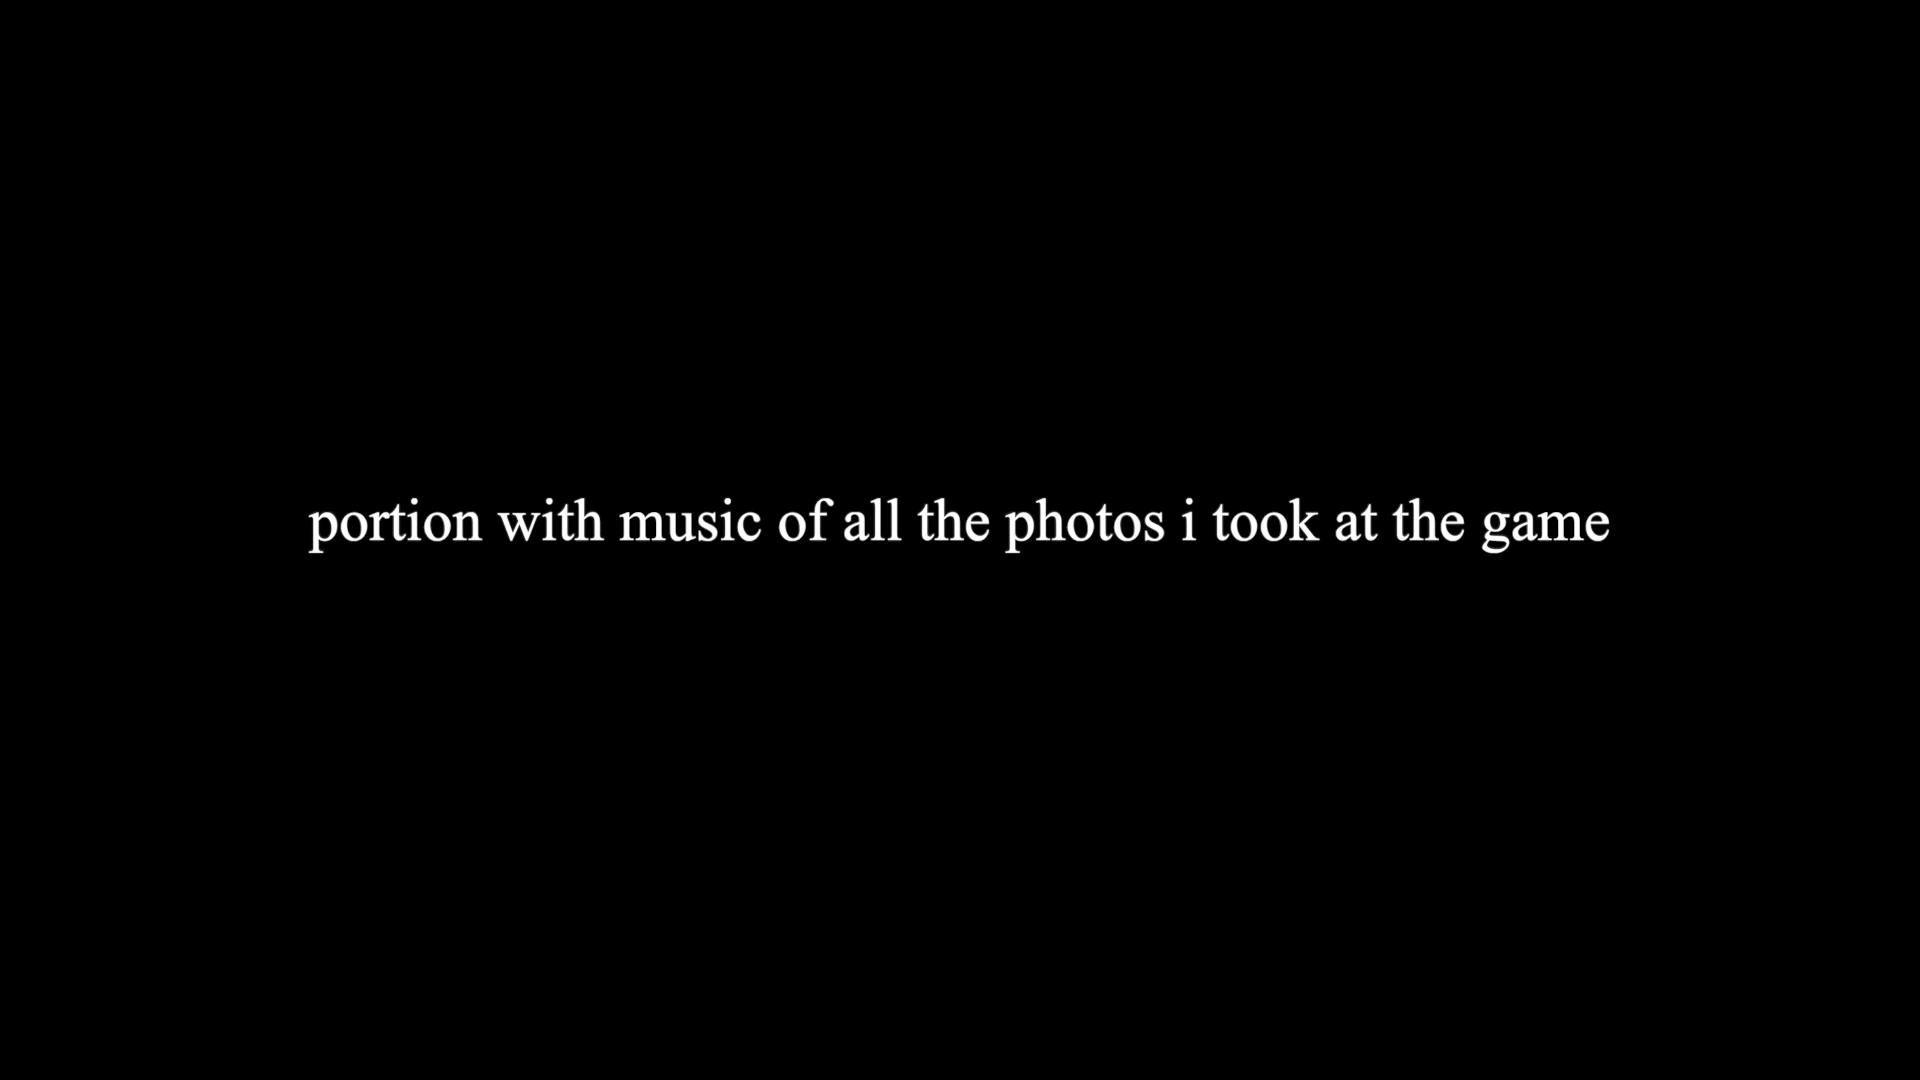 portion with music of all the photos i took at the game